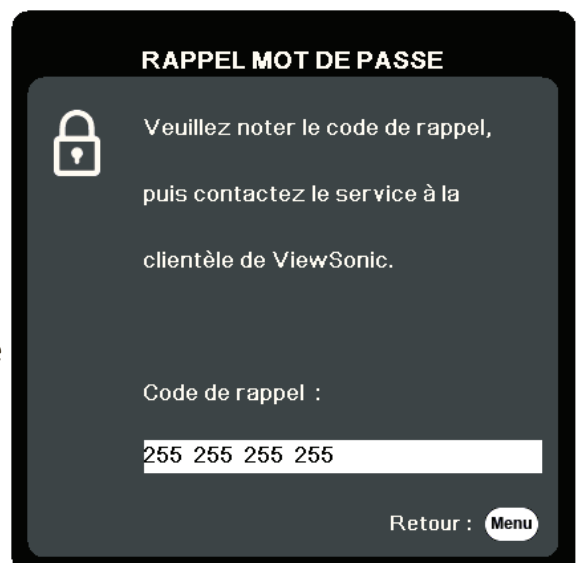 RAPPEL MOT DE PASSE
Veuillez noter le code de rappel,
puis contactez le service à la
clientèle de ViewSonic.
Code de rappel :
255 255 255 255
Retour : Menu